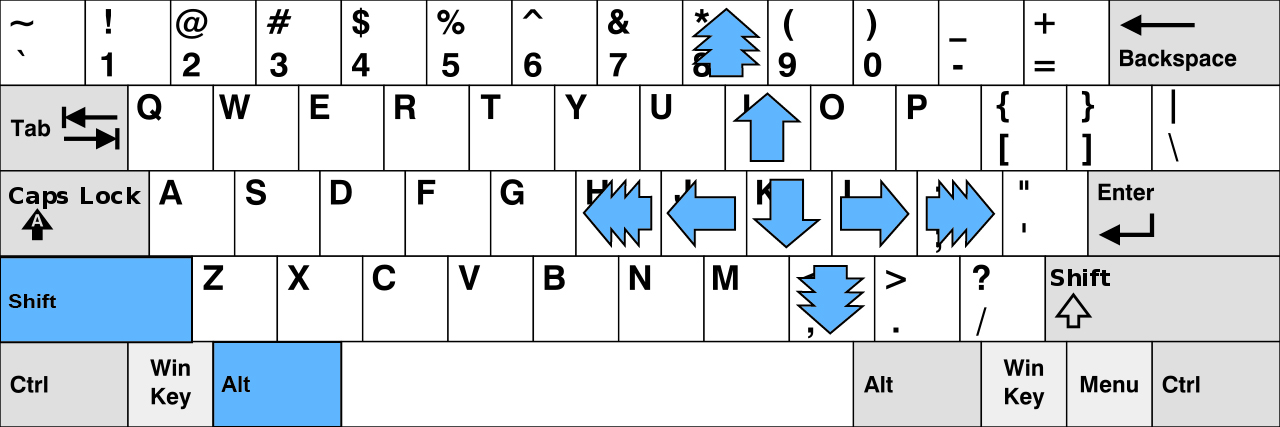 ~ ! @ # $ % ^ & * ( ) _ +
` 1 2 3 4 5 6 7 8 9 0 - = Backspace
Tab Q W E R T Y U I O P { } |
[ ] \
Caps Lock A S D F G H J K L " Enter
A ; '
Shift Z X C V B N M > ? Shift
, . /
Ctrl Win Key Alt Alt Win Key Menu Ctrl